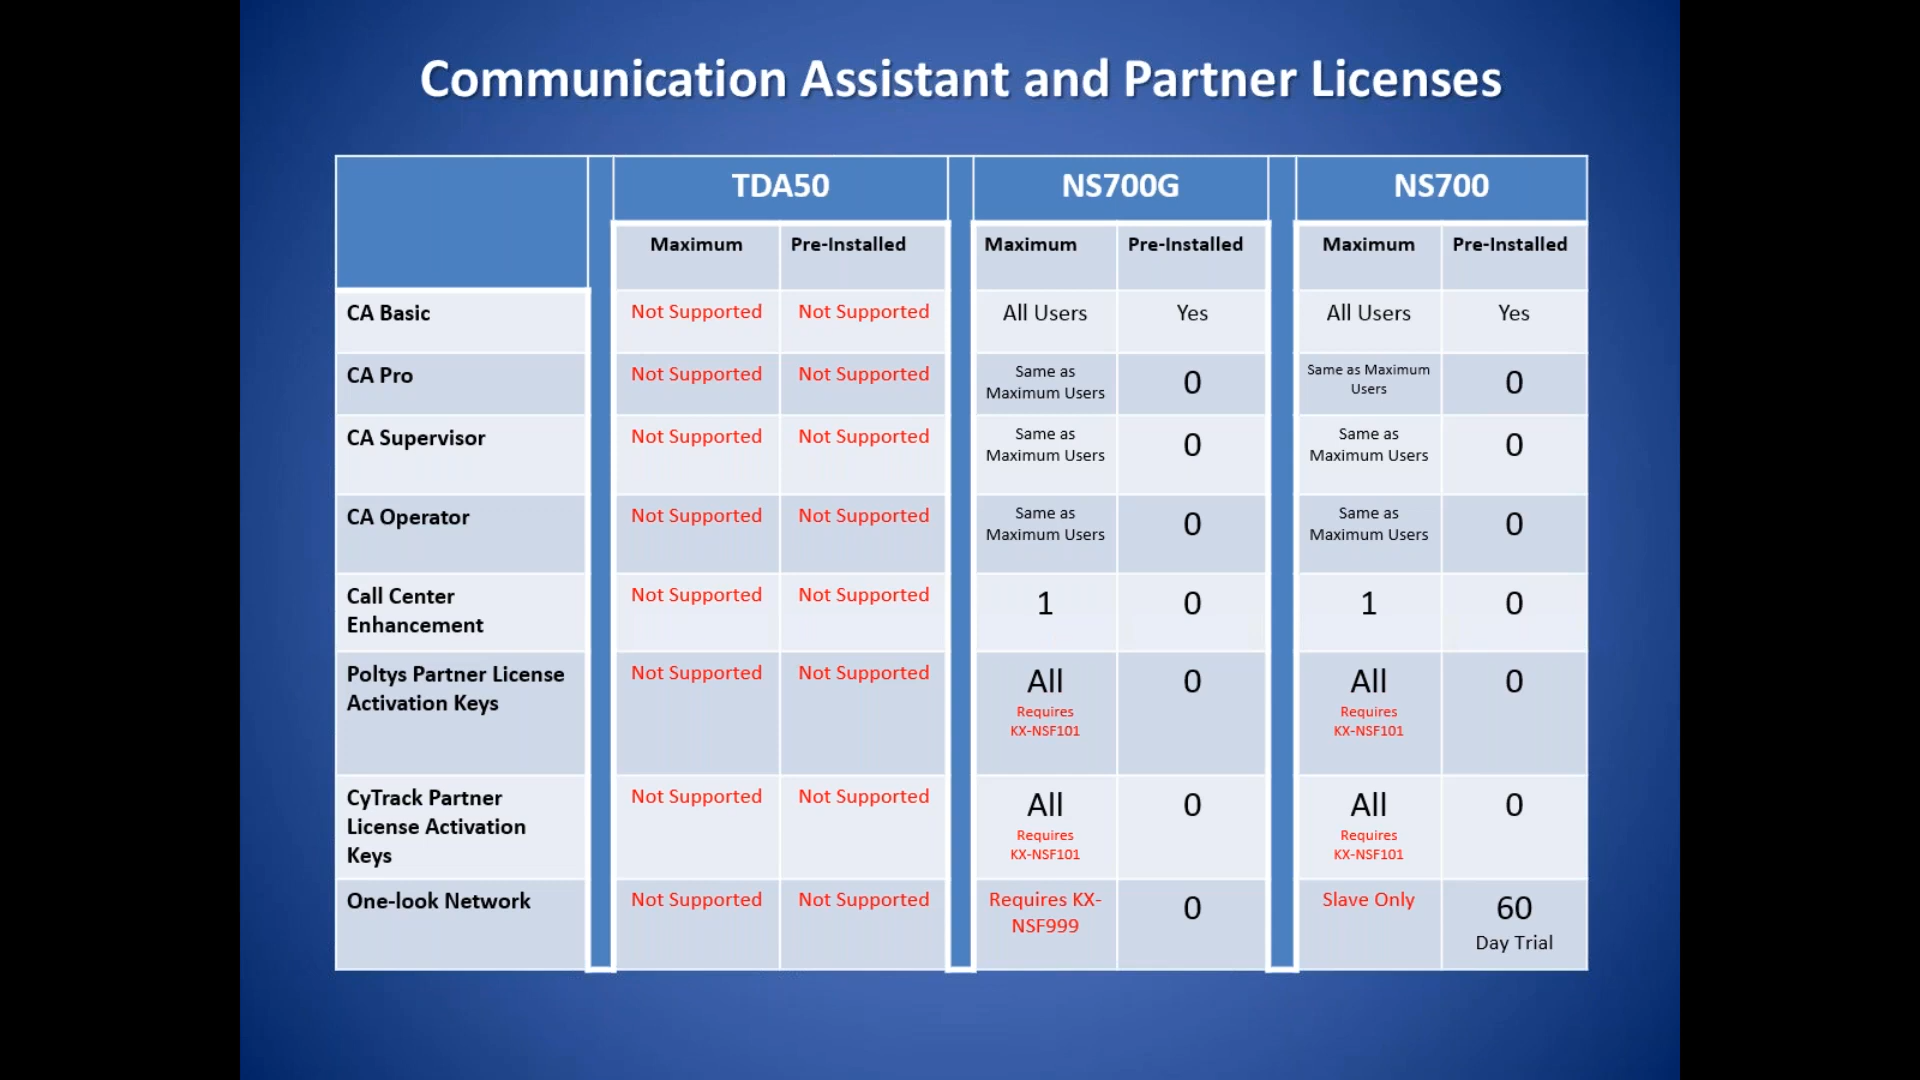 Communication Assistant and Partner Licenses
TDA50 NS700G NS700
Maximum Pre-Installed Maximum Pre-Installed Maximum Pre-Installed
CA Basic Not Supported Not Supported All Users Yes All Users Yes
CA Pro Not Supported Not Supported Same as Maximum Users 0 Same as Maximum Users 0
CA Supervisor Not Supported Not Supported Same as Maximum Users 0 Same as Maximum Users 0
CA Operator Not Supported Not Supported Same as Maximum Users 0 Same as Maximum Users 0
Call Center Enhancement Not Supported Not Supported 1 0 1 0
Poltys Partner License Activation Keys Not Supported Not Supported All Requires KX-NSF101 0 All Requires KX-NSF101 0
CyTrack Partner License Activation Keys Not Supported Not Supported All Requires KX-NSF101 0 All Requires KX-NSF101 0
One-look Network Not Supported Not Supported Requires KX-NSF999 0 Slave Only 60 Day Trial